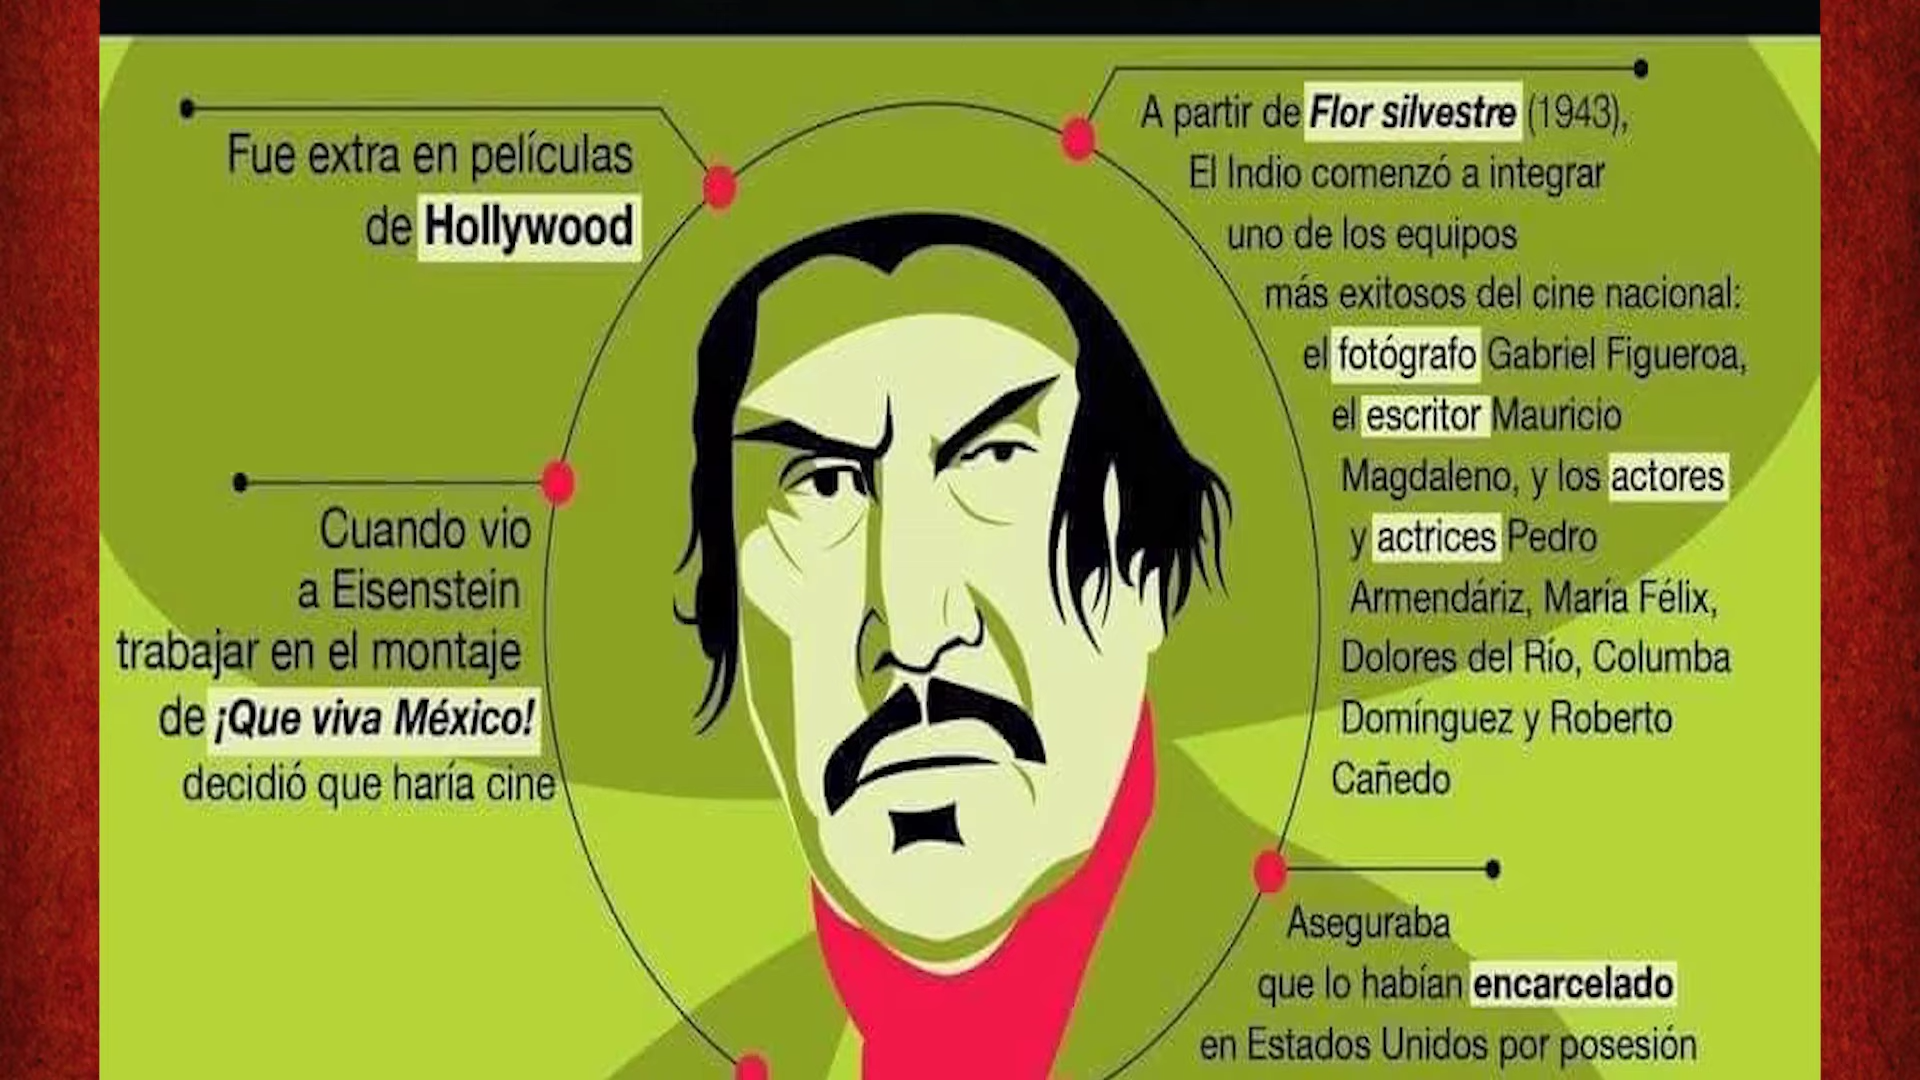 Fue extra en películas
de Hollywood
Cuando vio
a Eisenstein
trabajar en el montaje
de ¡Que viva México!
decidió que haría cine
A partir de Flor silvestre (1943),
El Indio comenzó a integrar
uno de los equipos
más exitosos del cine nacional:
el fotógrafo Gabriel Figueroa,
el escritor Mauricio
Magdaleno, y los actores
y actrices Pedro
Armendáriz, María Félix,
Dolores del Río, Columba
Domínguez y Roberto
Cañedo
Aseguraba
que lo habían encarcelado
en Estados Unidos por posesión